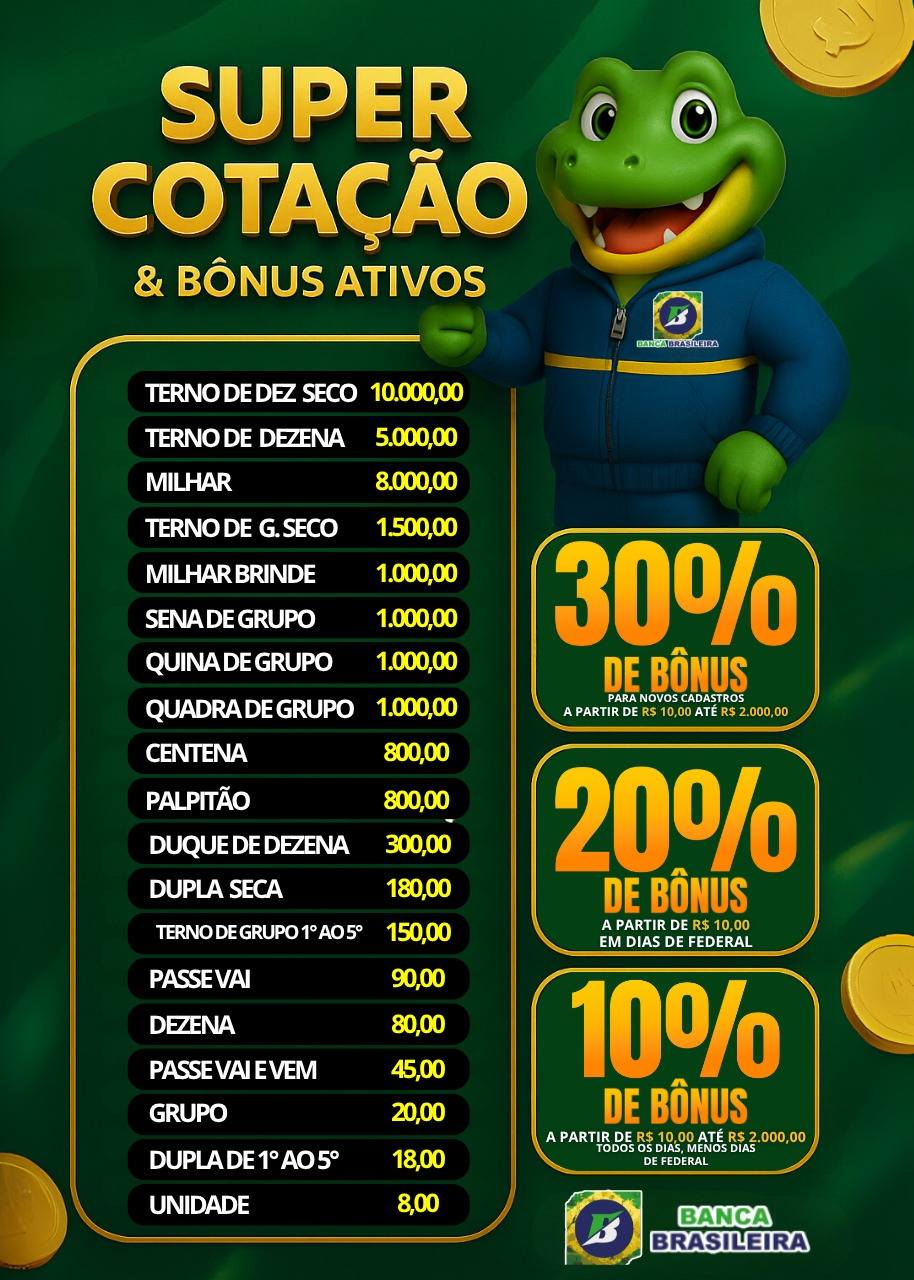 SUPER
COTAÇÃO
& BÔNUS ATIVOS
BANCA BRASILEIRA
TERNO DE DEZ SECO 10.000,00
TERNO DE DEZENA 5.000,00
MILHAR 8.000,00
TERNO DE G. SECO 1.500,00
MILHAR BRINDE 1.000,00
SENA DE GRUPO 1.000,00
QUINA DE GRUPO 1.000,00
QUADRA DE GRUPO 1.000,00
CENTENA 800,00
PALPITÃO 800,00
DUQUE DE DEZENA 300,00
DUPLA SECA 180,00
TERNO DE GRUPO 1° AO 5° 150,00
PASSE VAI 90,00
DEZENA 80,00
PASSE VAI E VEM 45,00
GRUPO 20,00
DUPLA DE 1° AO 5° 18,00
UNIDADE 8,00
30%
DE BÔNUS
PARA NOVOS CADASTROS
A PARTIR DE R$ 10,00 ATÉ R$ 2.000,00
20%
DE BÔNUS
A PARTIR DE R$ 10,00
EM DIAS DE FEDERAL
10%
DE BÔNUS
A PARTIR DE R$ 10,00 ATÉ R$ 2.000,00
TODOS OS DIAS, MENOS DIAS
DE FEDERAL
BANCA
BRASILEIRA